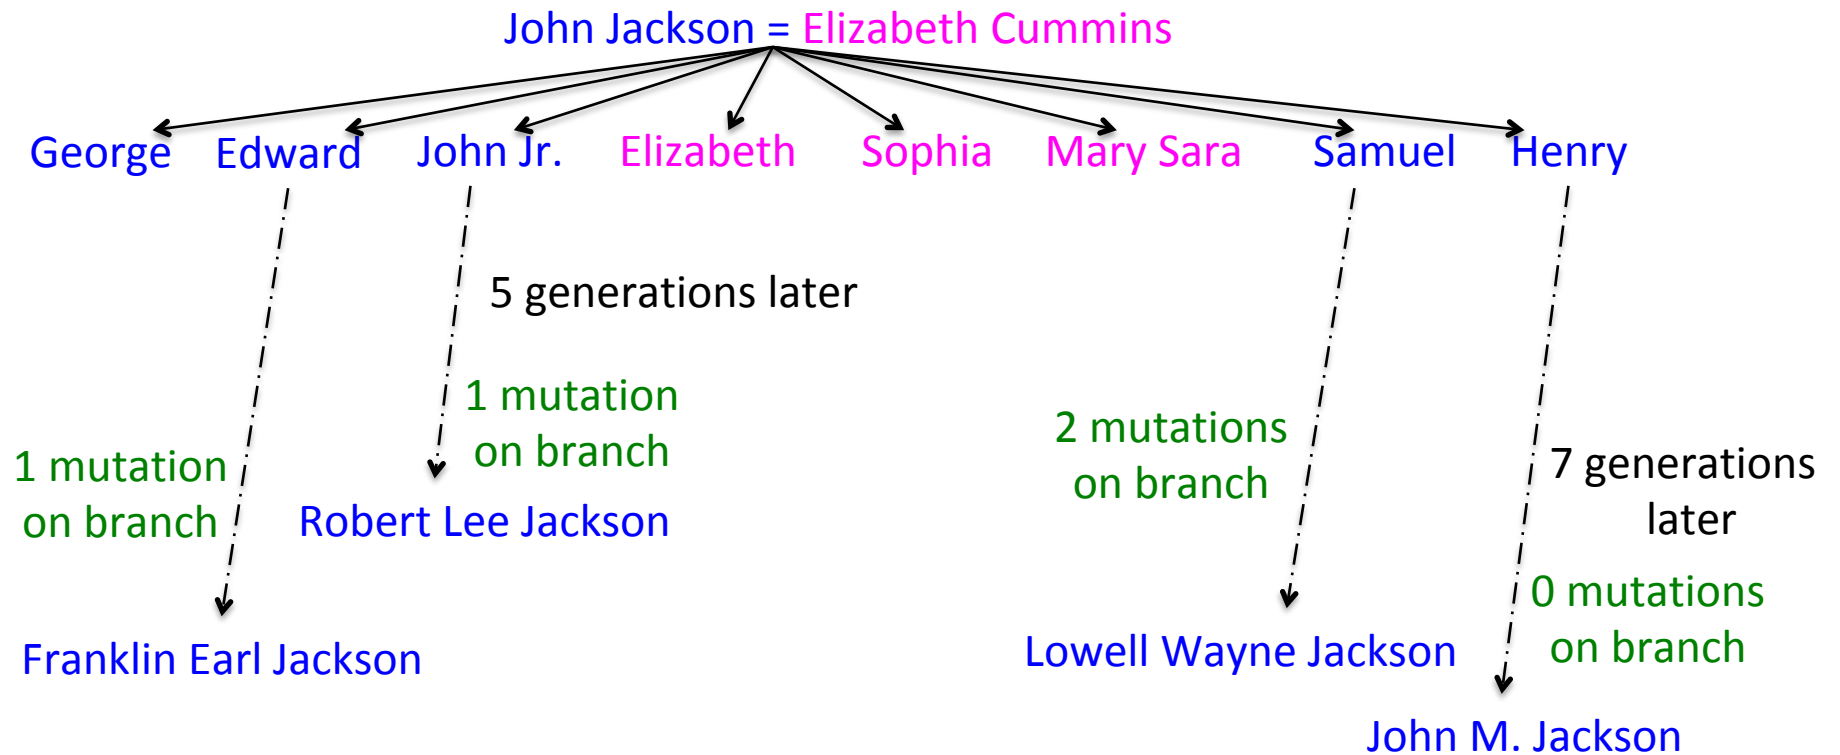 John Jackson = Elizabeth Cummins
George
Edward
John Jr.
Elizabeth
Sophia
Mary Sara
Samuel
Henry
5 generations later
1 mutation
on branch
1 mutation
on branch
2 mutations
on branch
7 generations
later
Robert Lee Jackson
0 mutations
on branch
Franklin Earl Jackson
Lowell Wayne Jackson
John M. Jackson